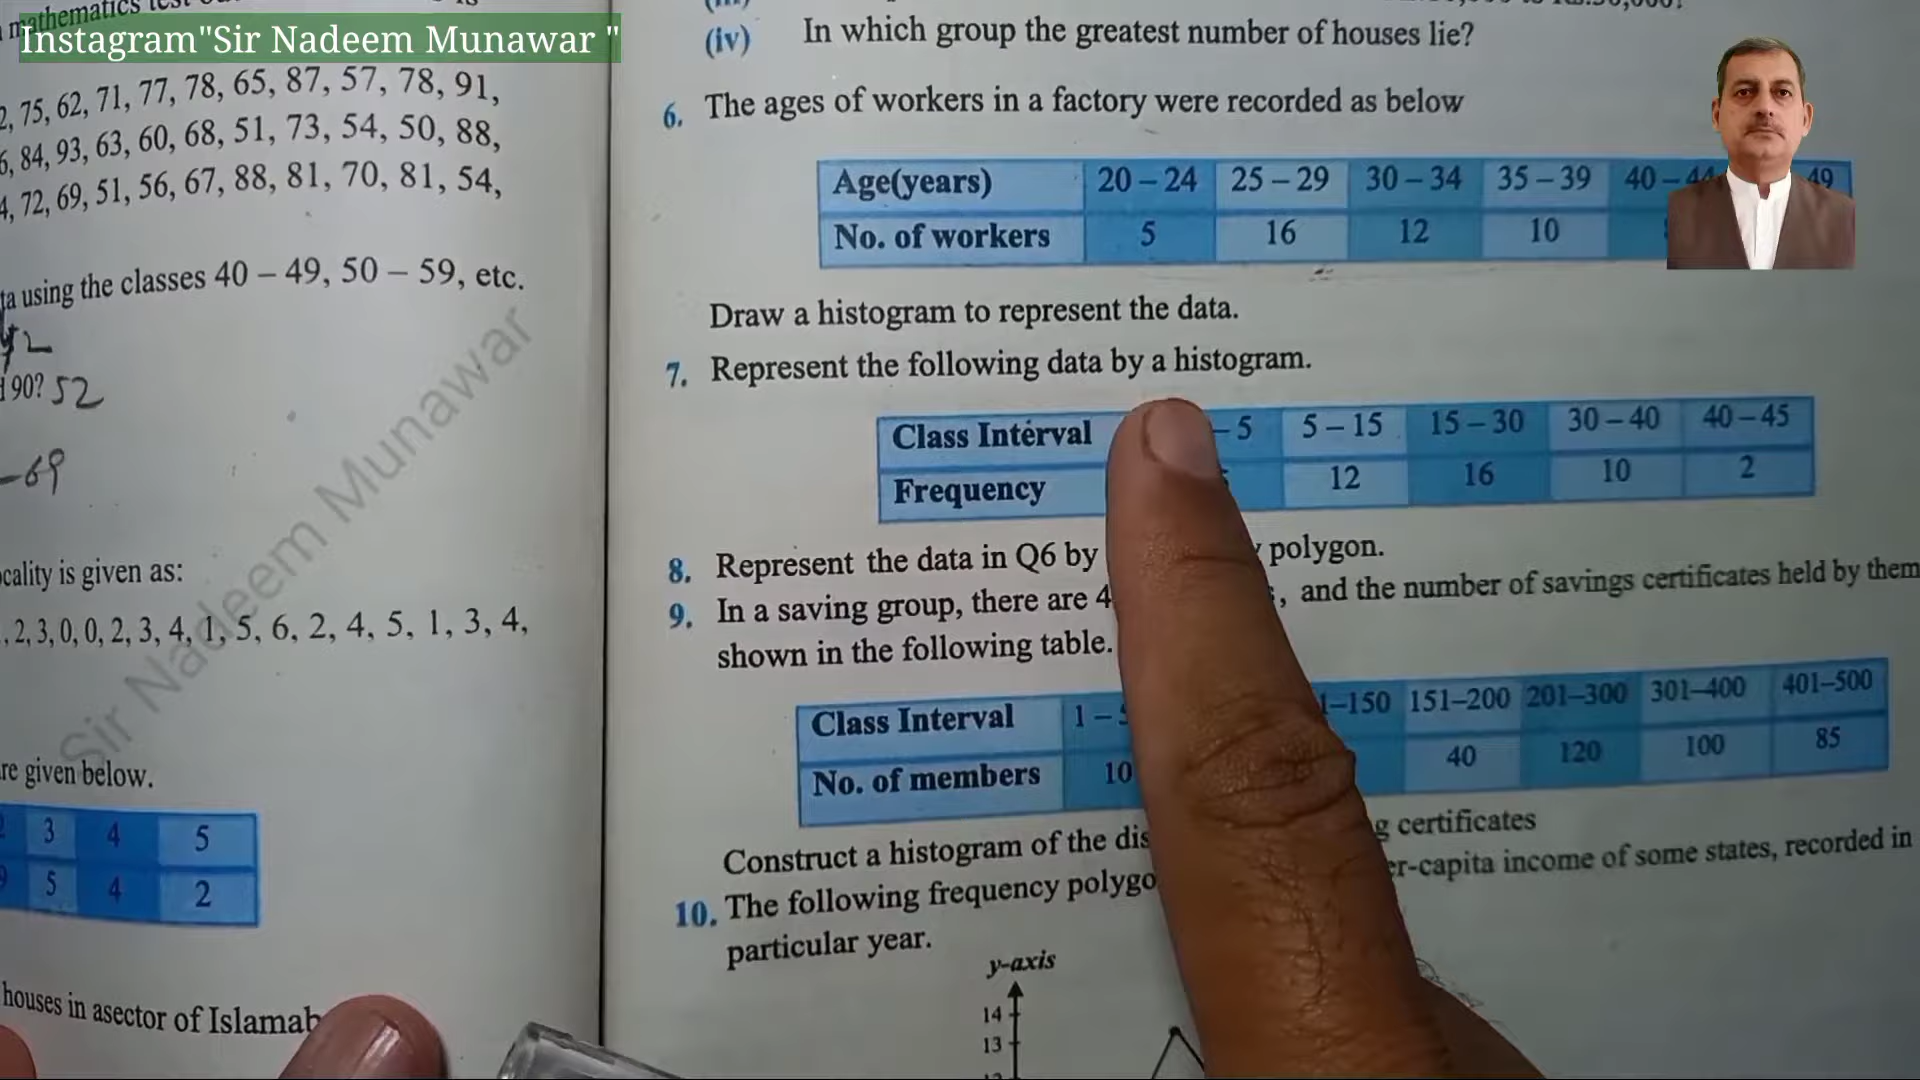 mathematics test
Instagram"Sir Nadeem Munawar "
75, 62, 71, 77, 78, 65, 87, 57, 78, 91,
84, 93, 63, 60, 68, 51, 73, 54, 50, 88,
72, 69, 51, 56, 67, 88, 81, 70, 81, 54,
using the classes 40 – 49, 50 – 59, etc.
90? 52
–69
Sir Nadeem Munawar
is given as:
, 2, 3, 0, 0, 2, 3, 4, 1, 5, 6, 2, 4, 5, 1, 3, 4,
given below.
3 4 5
5 4 2
houses in asector of
(iv) In which group the greatest number of houses lie?
6. The ages of workers in a factory were recorded as below
Age(years) 20 – 24 25 – 29 30 – 34 35 – 39 40 – 44 49
No. of workers 5 16 12 10
Draw a histogram to represent the data.
7. Represent the following data by a histogram.
Class Interval – 5 5 – 15 15 – 30 30 – 40 40 – 45
Frequency 12 16 10 2
8. Represent the data in Q6 by polygon.
9. In a saving group, there are 4 , and the number of savings certificates held by them
shown in the following table.
Class Interval 1 – –150 151–200 201–300 301–400 401–500
No. of members 10 40 120 100 85
Construct a histogram of the certificates
10. The following frequency income of some states, recorded in
particular year.
y-axis
14
13